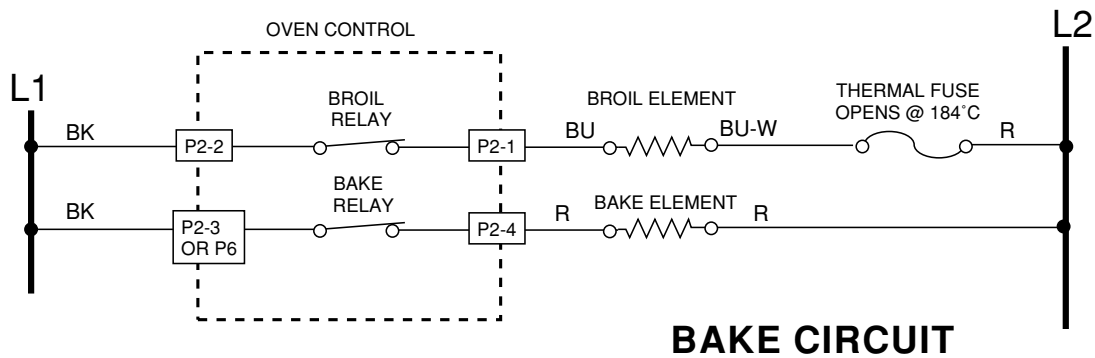 OVEN CONTROL
L1
L2
BROIL
RELAY
BROIL ELEMENT
THERMAL FUSE
OPENS @ 184˚C
BK
P2-2
P2-1
BU
BU-W
R
BAKE
RELAY
BAKE ELEMENT
BK
P2-3
OR P6
P2-4
R
R
BAKE CIRCUIT